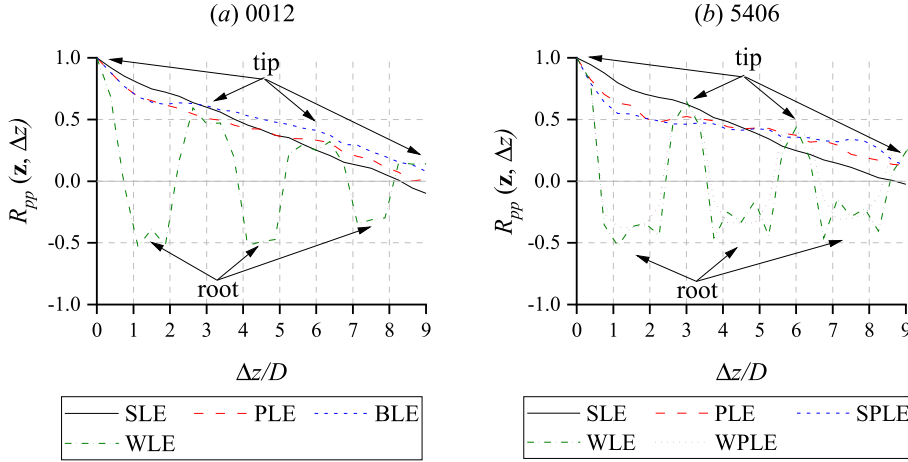 (a) 0012
(b) 5406
1.0
0.5
0.0
-0.5
-1.0
R_pp (z, Δz)
tip
root
0 1 2 3 4 5 6 7 8 9
Δz/D
SLE PLE BLE
WLE
1.0
0.5
0.0
-0.5
-1.0
R_pp (z, Δz)
tip
root
0 1 2 3 4 5 6 7 8 9
Δz/D
SLE PLE SPLE
WLE WPLE